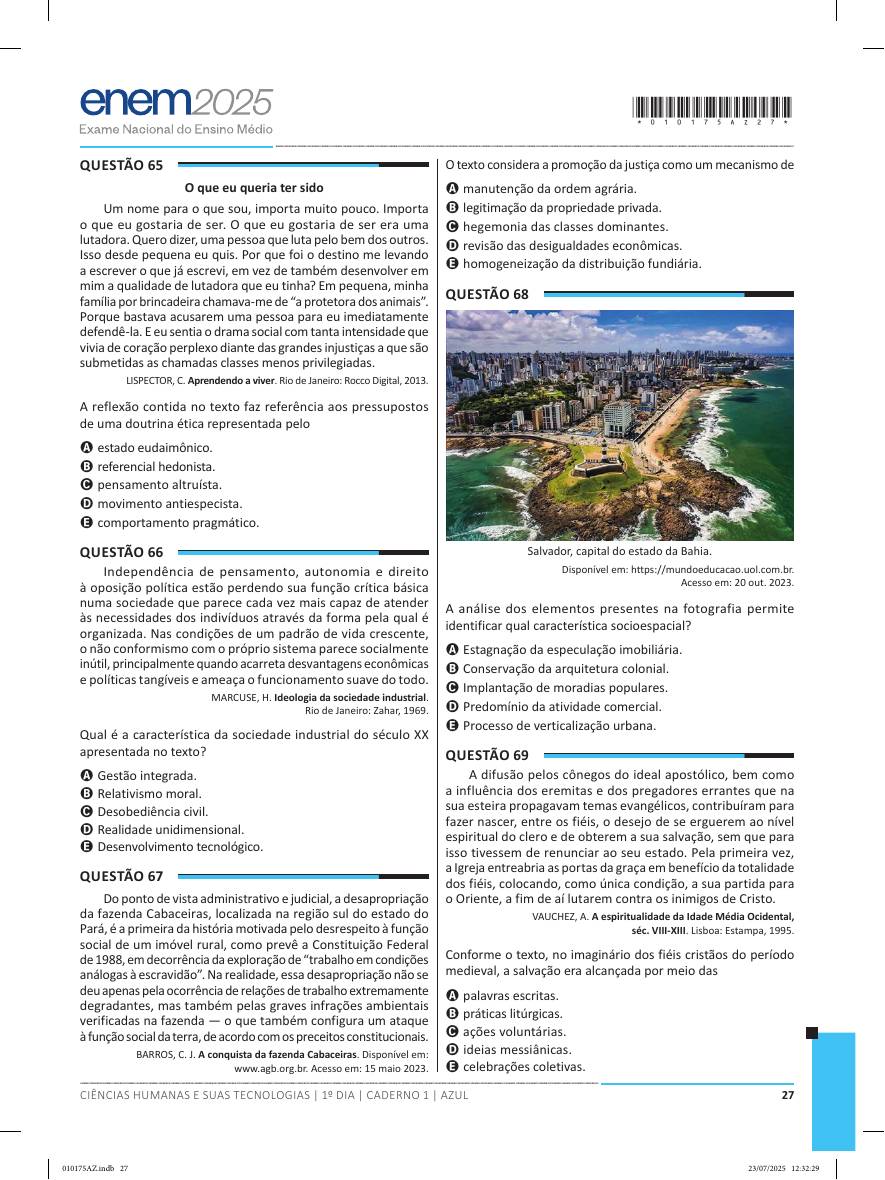 enem2025
Exame Nacional do Ensino Médio
*010175AZ27*
QUESTÃO 65
O que eu queria ter sido
Um nome para o que sou, importa muito pouco. Importa
o que eu gostaria de ser. O que eu gostaria de ser era uma
lutadora. Quero dizer, uma pessoa que luta pelo bem dos outros.
Isso desde pequena eu quis. Por que foi o destino me levando
a escrever o que já escrevi, em vez de também desenvolver em
mim a qualidade de lutadora que eu tinha? Em pequena, minha
família por brincadeira chamava-me de “a protetora dos animais”.
Porque bastava acusarem uma pessoa para eu imediatamente
defendê-la. E eu sentia o drama social com tanta intensidade que
vivia de coração perplexo diante das grandes injustiças a que são
submetidas as chamadas classes menos privilegiadas.
LISPECTOR, C. Aprendendo a viver. Rio de Janeiro: Rocco Digital, 2013.
A reflexão contida no texto faz referência aos pressupostos
de uma doutrina ética representada pelo
A estado eudaimônico.
B referencial hedonista.
C pensamento altruísta.
D movimento antiespecista.
E comportamento pragmático.
QUESTÃO 66
Independência de pensamento, autonomia e direito
à oposição política estão perdendo sua função crítica básica
numa sociedade que parece cada vez mais capaz de atender
às necessidades dos indivíduos através da forma pela qual é
organizada. Nas condições de um padrão de vida crescente,
o não conformismo com o próprio sistema parece socialmente
inútil, principalmente quando acarreta desvantagens econômicas
e políticas tangíveis e ameaça o funcionamento suave do todo.
MARCUSE, H. Ideologia da sociedade industrial.
Rio de Janeiro: Zahar, 1969.
Qual é a característica da sociedade industrial do século XX
apresentada no texto?
A Gestão integrada.
B Relativismo moral.
C Desobediência civil.
D Realidade unidimensional.
E Desenvolvimento tecnológico.
QUESTÃO 67
Do ponto de vista administrativo e judicial, a desapropriação
da fazenda Cabaceiras, localizada na região sul do estado do
Pará, é a primeira da história motivada pelo desrespeito à função
social de um imóvel rural, como prevê a Constituição Federal
de 1988, em decorrência da exploração de “trabalho em condições
análogas à escravidão”. Na realidade, essa desapropriação não se
deu apenas pela ocorrência de relações de trabalho extremamente
degradantes, mas também pelas graves infrações ambientais
verificadas na fazenda — o que também configura um ataque
à função social da terra, de acordo com os preceitos constitucionais.
BARROS, C. J. A conquista da fazenda Cabaceiras. Disponível em:
www.agb.org.br. Acesso em: 15 maio 2023.
O texto considera a promoção da justiça como um mecanismo de
A manutenção da ordem agrária.
B legitimação da propriedade privada.
C hegemonia das classes dominantes.
D revisão das desigualdades econômicas.
E homogeneização da distribuição fundiária.
QUESTÃO 68
Salvador, capital do estado da Bahia.
Disponível em: https://mundoeducacao.uol.com.br.
Acesso em: 20 out. 2023.
A análise dos elementos presentes na fotografia permite
identificar qual característica socioespacial?
A Estagnação da especulação imobiliária.
B Conservação da arquitetura colonial.
C Implantação de moradias populares.
D Predomínio da atividade comercial.
E Processo de verticalização urbana.
QUESTÃO 69
A difusão pelos cônegos do ideal apostólico, bem como
a influência dos eremitas e dos pregadores errantes que na
sua esteira propagavam temas evangélicos, contribuíram para
fazer nascer, entre os fiéis, o desejo de se erguerem ao nível
espiritual do clero e de obterem a sua salvação, sem que para
isso tivessem de renunciar ao seu estado. Pela primeira vez,
a Igreja entreabria as portas da graça em benefício da totalidade
dos fiéis, colocando, como única condição, a sua partida para
o Oriente, a fim de aí lutarem contra os inimigos de Cristo.
VAUCHEZ, A. A espiritualidade da Idade Média Ocidental,
séc. VIII-XIII. Lisboa: Estampa, 1995.
Conforme o texto, no imaginário dos fiéis cristãos do período
medieval, a salvação era alcançada por meio das
A palavras escritas.
B práticas litúrgicas.
C ações voluntárias.
D ideias messiânicas.
E celebrações coletivas.
CIÊNCIAS HUMANAS E SUAS TECNOLOGIAS | 1º DIA | CADERNO 1 | AZUL
27
010175AZ.indb 27
23/07/2025 12:32:29